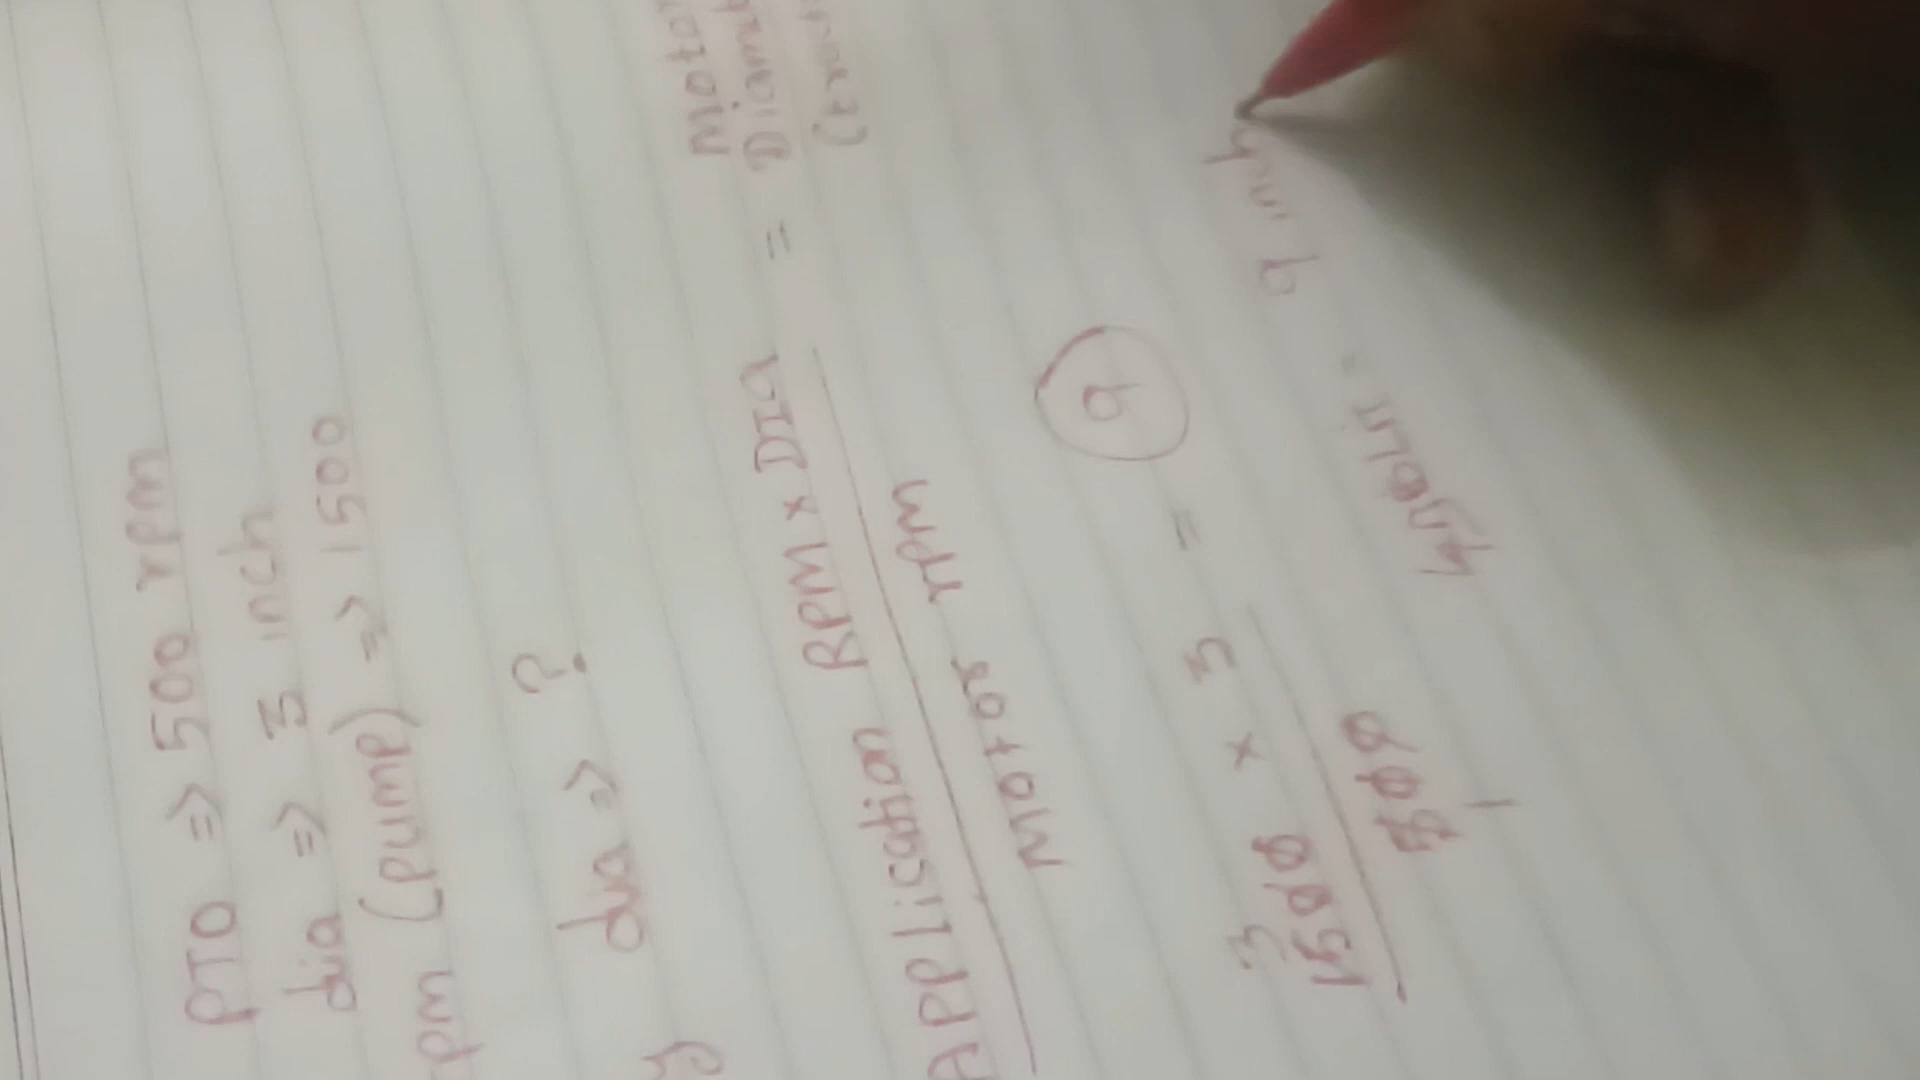 PTO => 500 rpm
dia => 3 inch
pm (pump) => 1500
y dia => ?
Application RPM x DIA = Motor
Motor rpm Diam
1500 x 3 = 9
500
3
1
= 9 inch